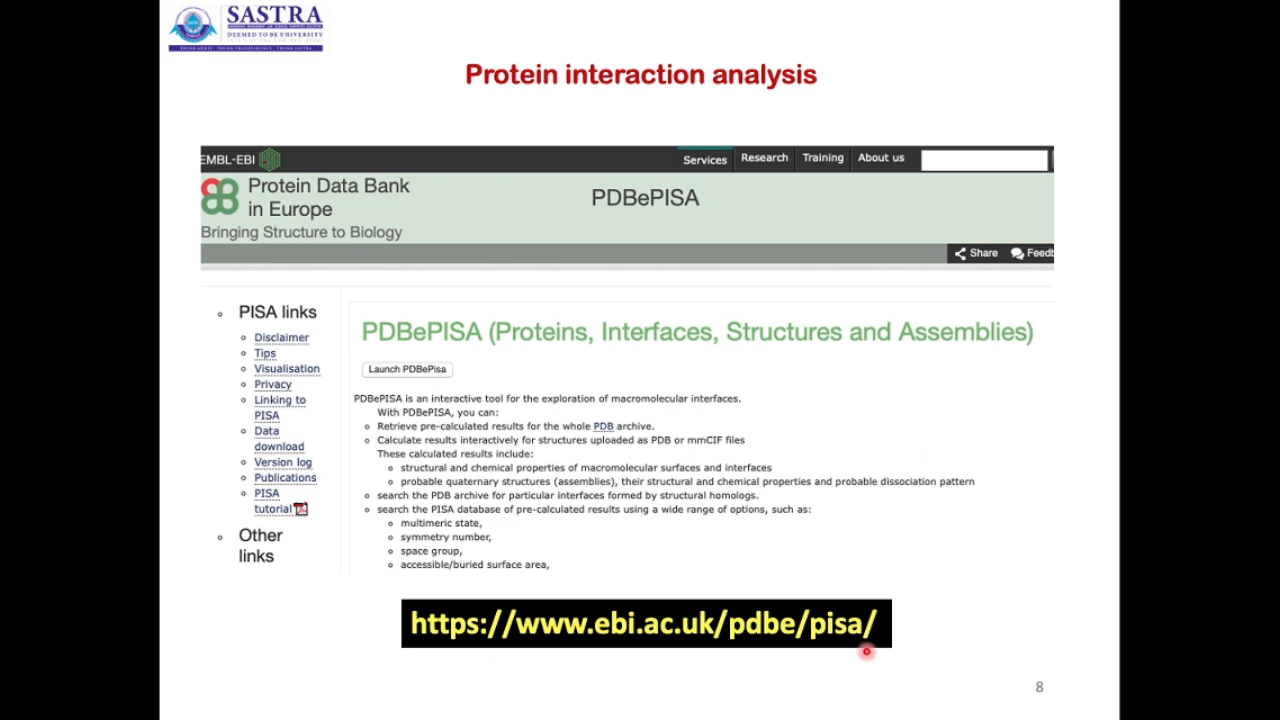 SASTRA
DEEMED TO BE UNIVERSITY
THINK MERIT | THINK TRANSPARENCY | THINK SASTRA
Protein interaction analysis
EMBL-EBI
Services Research Training About us
Protein Data Bank
in Europe
Bringing Structure to Biology
PDBePISA
Share Feedb
PISA links
Disclaimer
Tips
Visualisation
Privacy
Linking to
PISA
Data
download
Version log
Publications
PISA
tutorial
Other
links
PDBePISA (Proteins, Interfaces, Structures and Assemblies)
Launch PDBePisa
PDBePISA is an interactive tool for the exploration of macromolecular interfaces.
With PDBePISA, you can:
Retrieve pre-calculated results for the whole PDB archive.
Calculate results interactively for structures uploaded as PDB or mmCIF files
These calculated results include:
structural and chemical properties of macromolecular surfaces and interfaces
probable quaternary structures (assemblies), their structural and chemical properties and probable dissociation pattern
search the PDB archive for particular interfaces formed by structural homologs.
search the PISA database of pre-calculated results using a wide range of options, such as:
multimeric state,
symmetry number,
space group,
accessible/buried surface area,
https://www.ebi.ac.uk/pdbe/pisa/
8